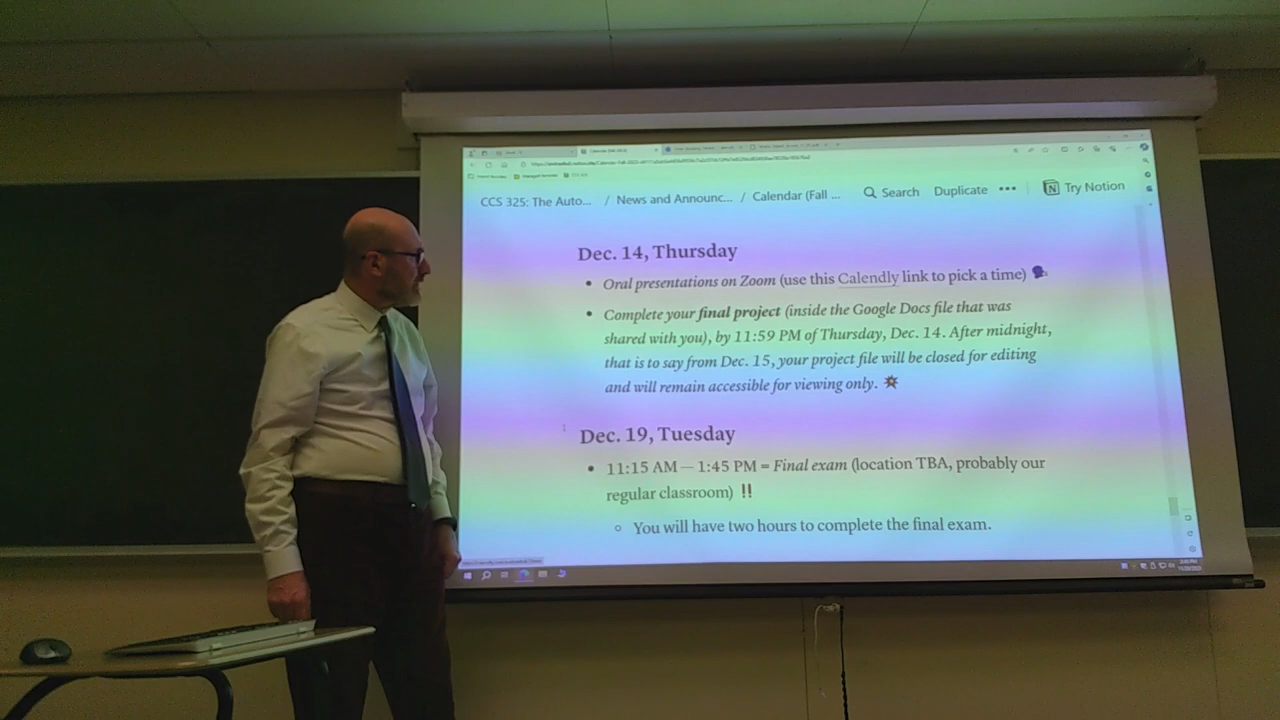 CCS 325: The Auto... / News and Announc... / Calendar (Fall ... Search Duplicate ••• Try Notion
Dec. 14, Thursday
• Oral presentations on Zoom (use this Calendly link to pick a time)
• Complete your final project (inside the Google Docs file that was
shared with you), by 11:59 PM of Thursday, Dec. 14. After midnight,
that is to say from Dec. 15, your project file will be closed for editing
and will remain accessible for viewing only.
Dec. 19, Tuesday
• 11:15 AM — 1:45 PM = Final exam (location TBA, probably our
regular classroom) ‼
○ You will have two hours to complete the final exam.